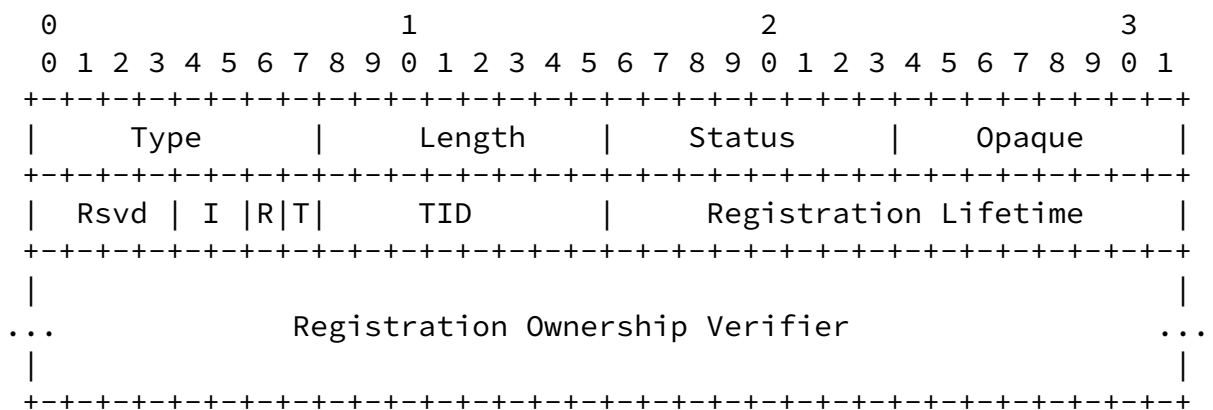 0                   1                   2                   3
 0 1 2 3 4 5 6 7 8 9 0 1 2 3 4 5 6 7 8 9 0 1 2 3 4 5 6 7 8 9 0 1
+-+-+-+-+-+-+-+-+-+-+-+-+-+-+-+-+-+-+-+-+-+-+-+-+-+-+-+-+-+-+-+-+
|     Type      |     Length    |    Status     |    Opaque     |
+-+-+-+-+-+-+-+-+-+-+-+-+-+-+-+-+-+-+-+-+-+-+-+-+-+-+-+-+-+-+-+-+
|  Rsvd | I |R|T|     TID       |     Registration Lifetime     |
+-+-+-+-+-+-+-+-+-+-+-+-+-+-+-+-+-+-+-+-+-+-+-+-+-+-+-+-+-+-+-+-+
|                                                               |
...              Registration Ownership Verifier                 ...
|                                                               |
+-+-+-+-+-+-+-+-+-+-+-+-+-+-+-+-+-+-+-+-+-+-+-+-+-+-+-+-+-+-+-+-+